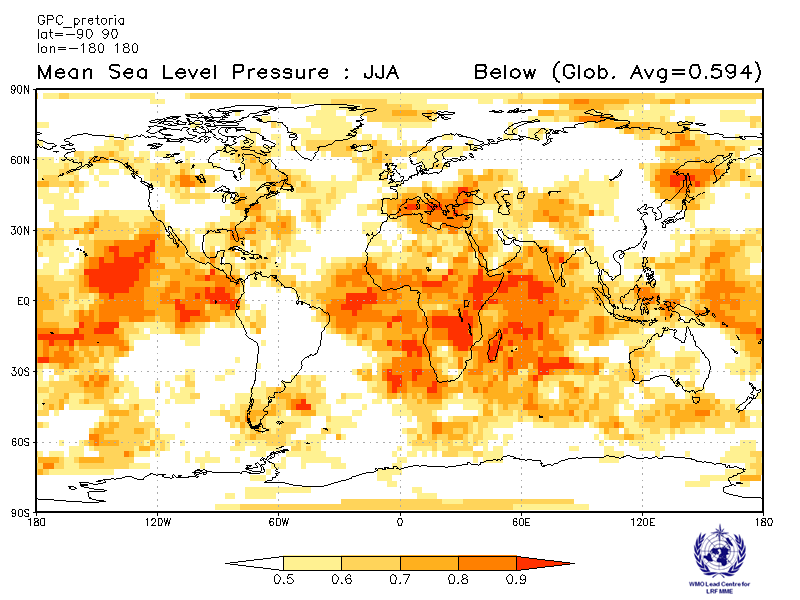 GPC_pretoria
lat=-90 90
lon=-180 180
Mean Sea Level Pressure : JJA Below (Glob. Avg=0.594)
90N
60N
30N
EQ
30S
60S
90S
180 120W 60W 0 60E 120E 180
0.5 0.6 0.7 0.8 0.9
WMO Lead Centre for
LRF MME